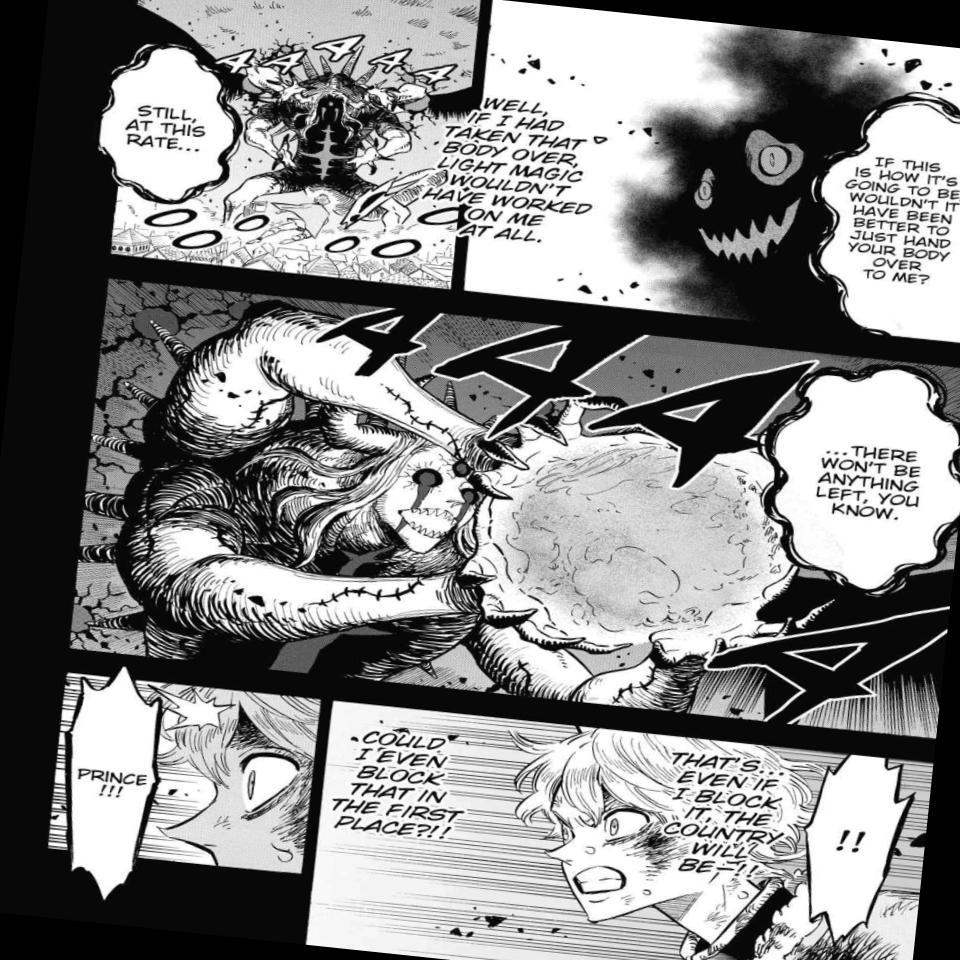 IF THIS
IS HOW IT'S
GOING TO BE,
WOULDN'T IT
HAVE BEEN
BETTER TO
JUST HAND
YOUR BODY
OVER
TO ME?
WELL,
IF I HAD
TAKEN THAT
BODY OVER,
LIGHT MAGIC
WOULDN'T
HAVE WORKED
ON ME
AT ALL.
STILL,
AT THIS
RATE...
...THERE
WON'T BE
ANYTHING
LEFT, YOU
KNOW.
!!
THAT'S...
EVEN IF
I BLOCK
IT, THE
COUNTRY
WILL
BE—!!
COULD
I EVEN
BLOCK
THAT IN
THE FIRST
PLACE?!!
PRINCE
!!!